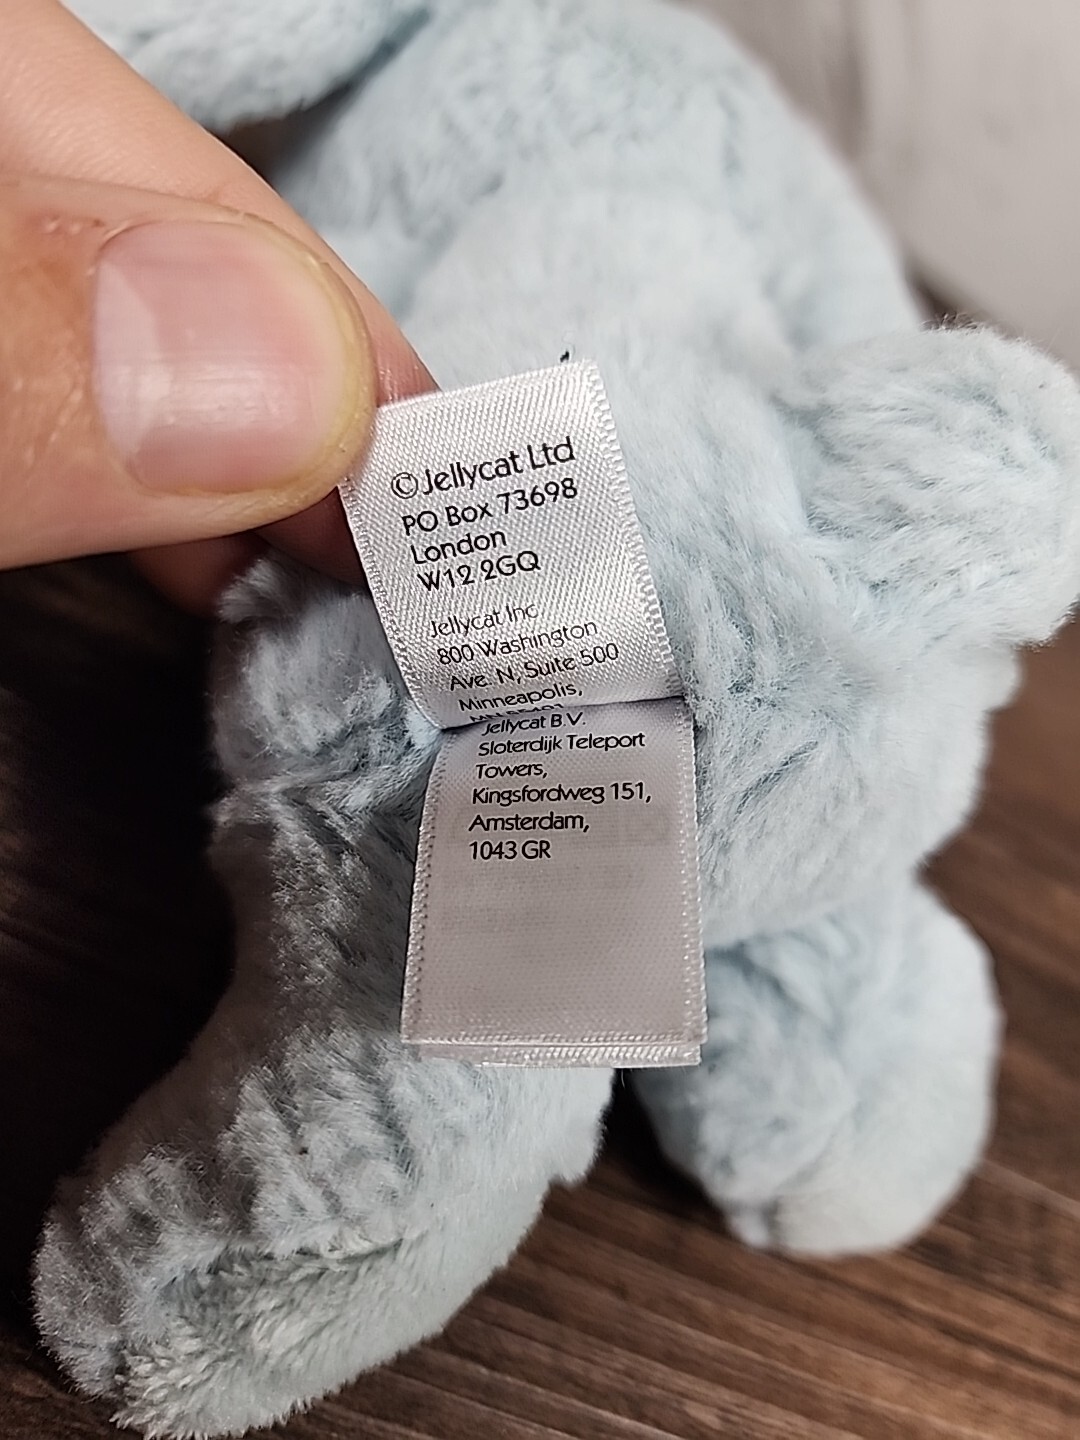 ©Jellycat Ltd
PO Box 73698
London
W12 2GQ
Jellycat Inc
800 Washington
Ave. N, Suite 500
Minneapolis,
Jellycat B.V.
Sloterdijk Teleport
Towers,
Kingsfordweg 151,
Amsterdam,
1043 GR